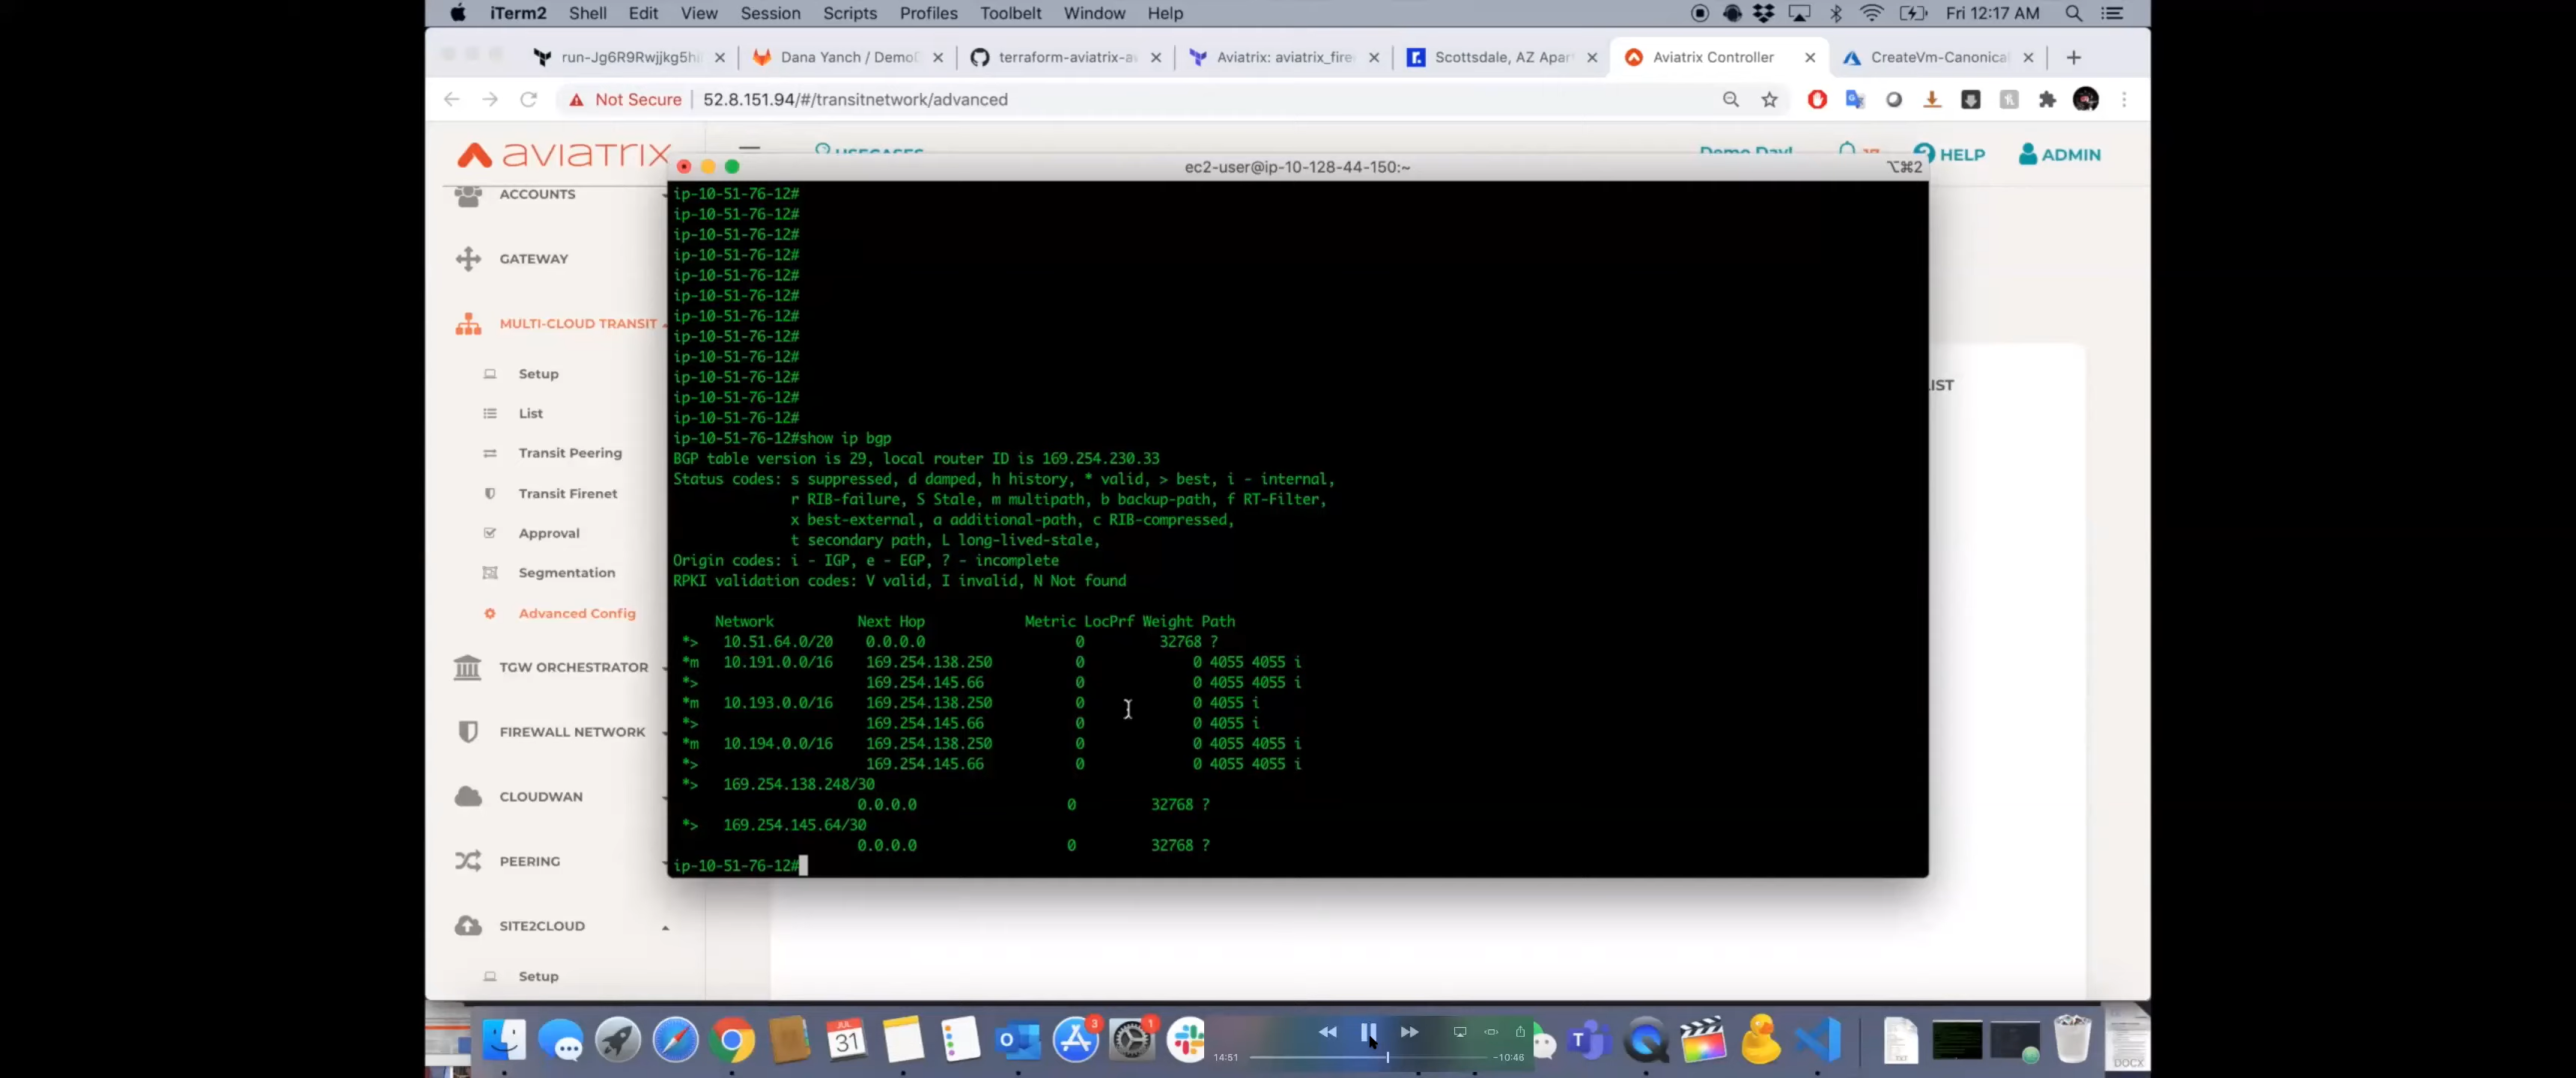 iTerm2 Shell Edit View Session Scripts Profiles Toolbelt Window Help Fri 12:17 AM
run-Jg6R9Rwjjkg5hi Dana Yanch / Demo terraform-aviatrix-a Aviatrix: aviatrix_fire Scottsdale, AZ Apar Aviatrix Controller CreateVm-Canonical
Not Secure 52.8.151.94/#/transitnetwork/advanced
aviatrix USECASES Demo Day! HELP ADMIN
ACCOUNTS
GATEWAY
MULTI-CLOUD TRANSIT
Setup
List
Transit Peering
Transit Firenet
Approval
Segmentation
Advanced Config
TGW ORCHESTRATOR
FIREWALL NETWORK
CLOUDWAN
PEERING
SITE2CLOUD
Setup
LIST
ec2-user@ip-10-128-44-150:~ ⌥⌘2
ip-10-51-76-12#
ip-10-51-76-12#
ip-10-51-76-12#
ip-10-51-76-12#
ip-10-51-76-12#
ip-10-51-76-12#
ip-10-51-76-12#
ip-10-51-76-12#
ip-10-51-76-12#
ip-10-51-76-12#
ip-10-51-76-12#
ip-10-51-76-12#
ip-10-51-76-12#show ip bgp
BGP table version is 29, local router ID is 169.254.230.33
Status codes: s suppressed, d damped, h history, * valid, > best, i - internal,
r RIB-failure, S Stale, m multipath, b backup-path, f RT-Filter,
x best-external, a additional-path, c RIB-compressed,
t secondary path, L long-lived-stale,
Origin codes: i - IGP, e - EGP, ? - incomplete
RPKI validation codes: V valid, I invalid, N Not found
Network Next Hop Metric LocPrf Weight Path
*> 10.51.64.0/20 0.0.0.0 0 32768 ?
*m 10.191.0.0/16 169.254.138.250 0 0 4055 4055 i
*> 169.254.145.66 0 0 4055 4055 i
*m 10.193.0.0/16 169.254.138.250 0 0 4055 i
*> 169.254.145.66 0 0 4055 i
*m 10.194.0.0/16 169.254.138.250 0 0 4055 4055 i
*> 169.254.145.66 0 0 4055 4055 i
*> 169.254.138.248/30
0.0.0.0 0 32768 ?
*> 169.254.145.64/30
0.0.0.0 0 32768 ?
ip-10-51-76-12#
JUL
31
3
1
14:51 -10:46
DOCX